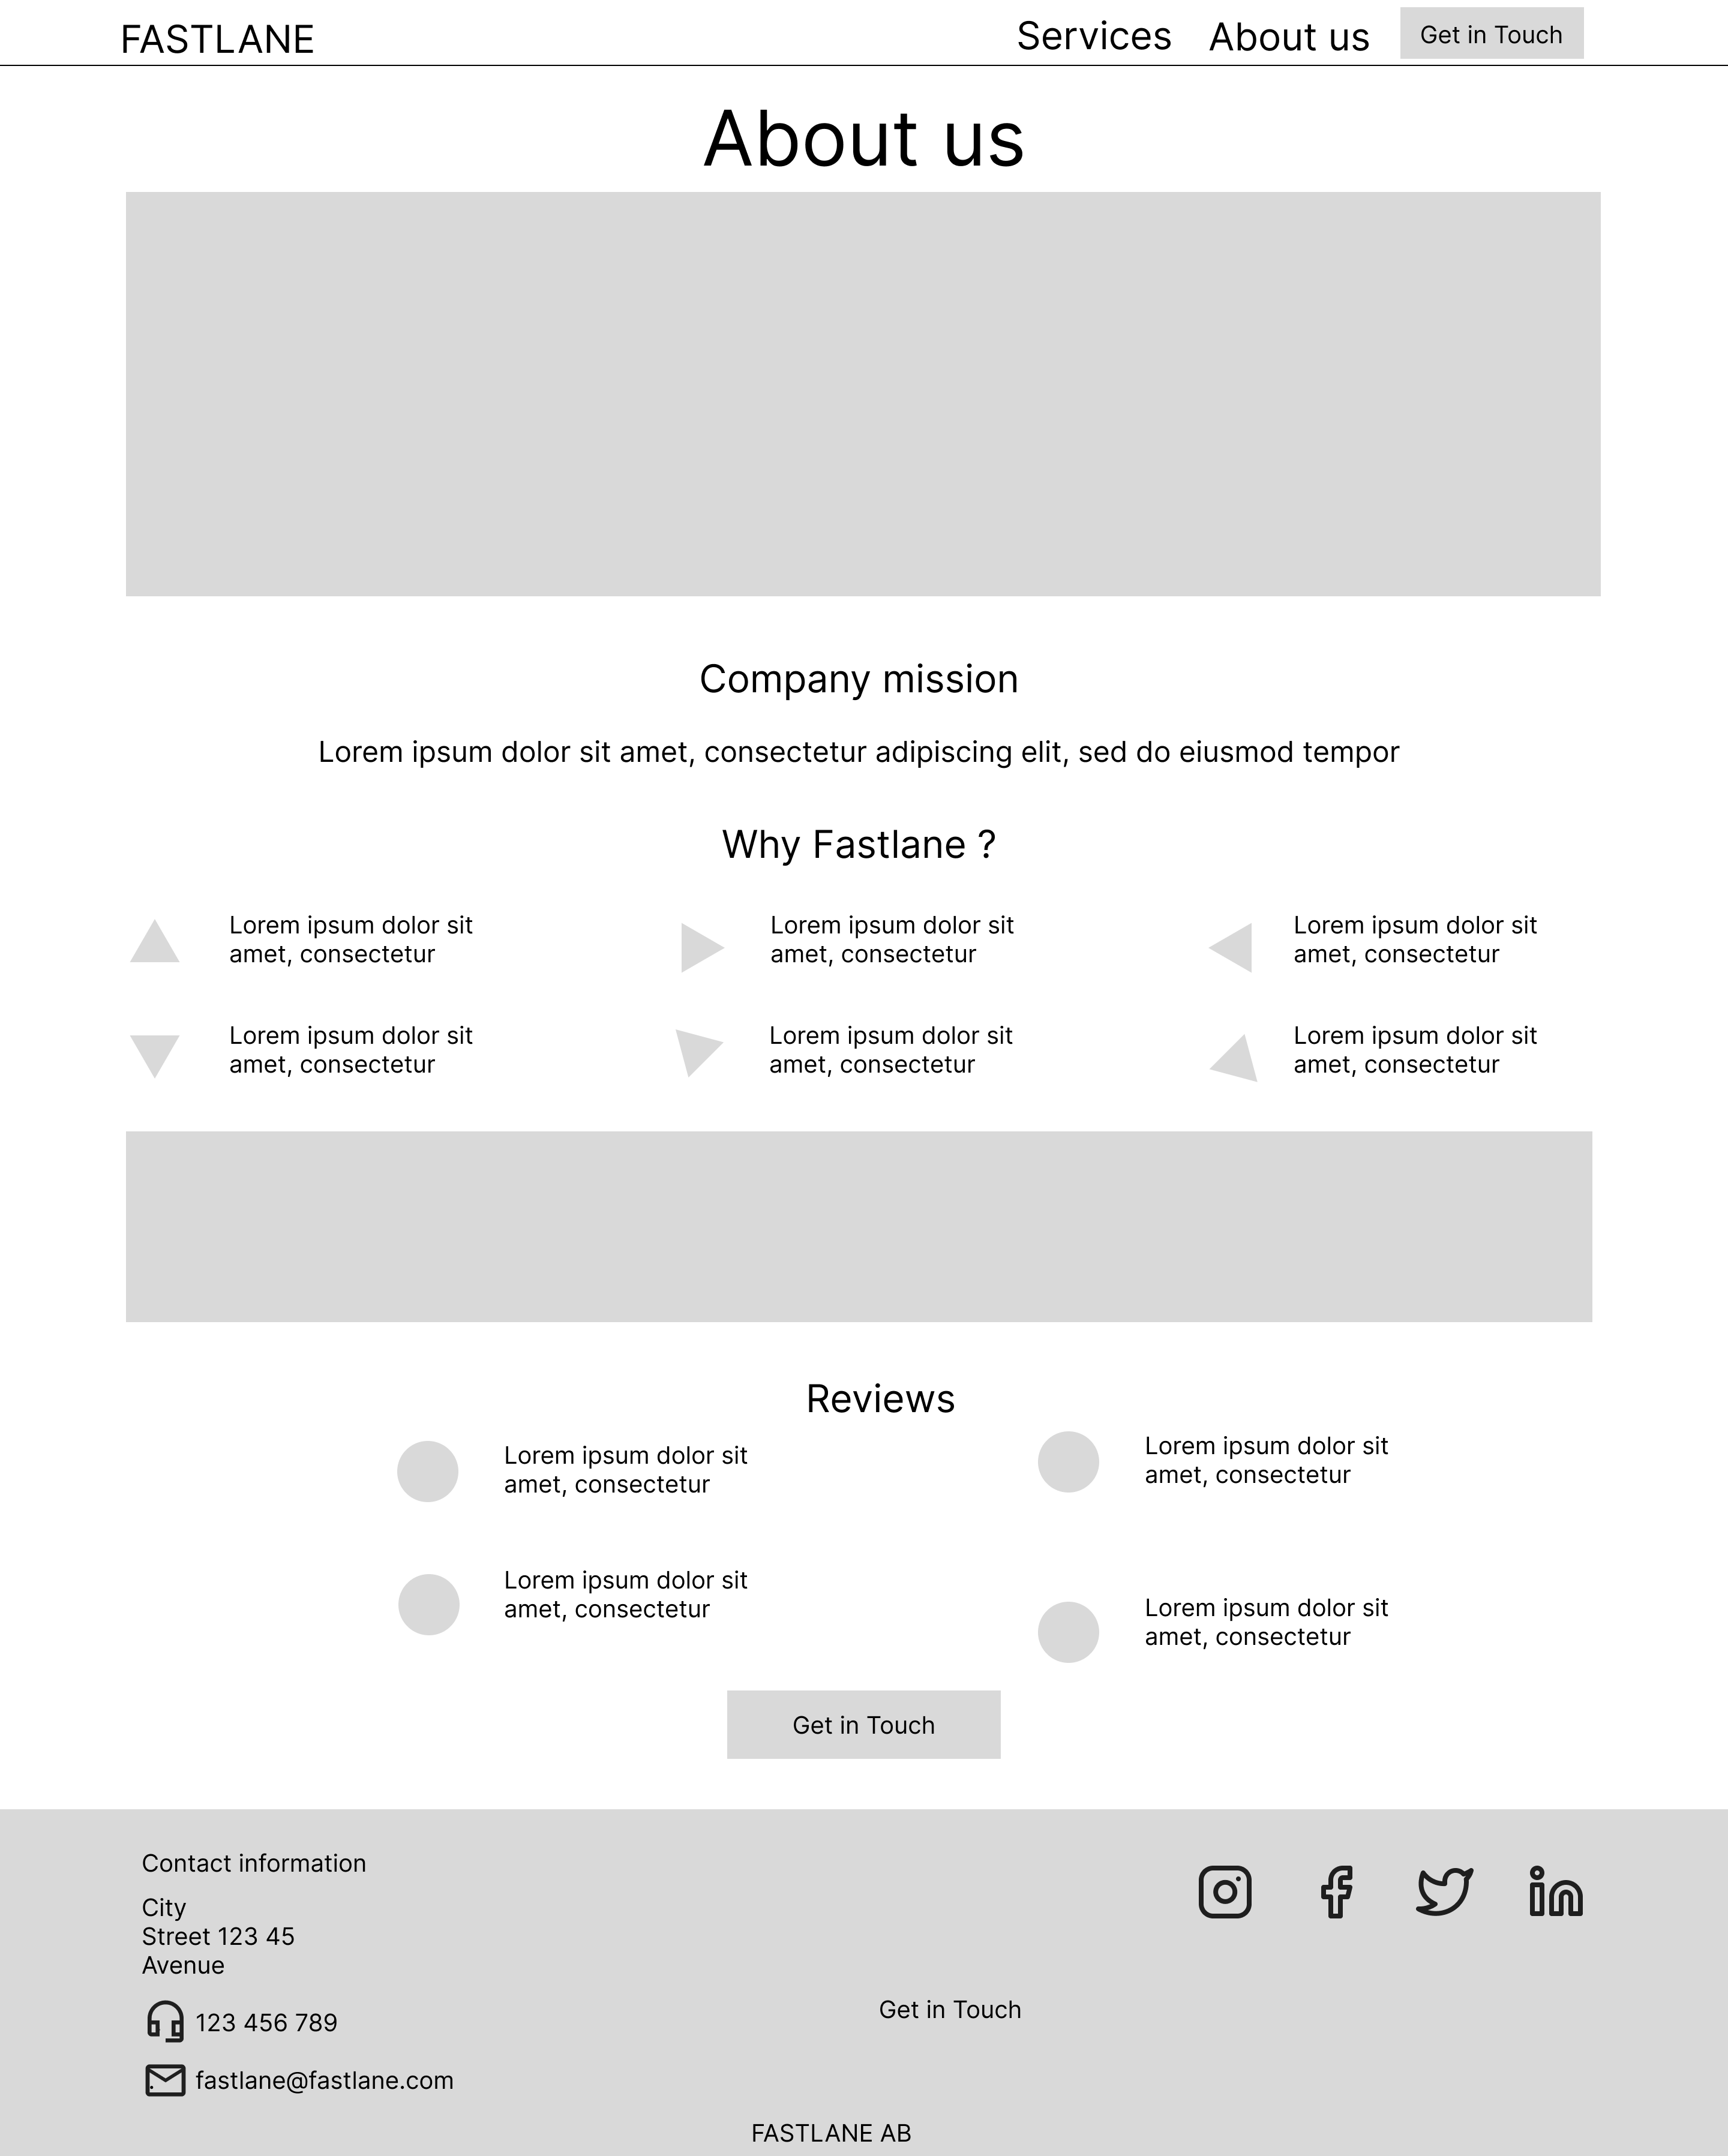 FASTLANE
Services
About us
Get in Touch
About us
Company mission
Lorem ipsum dolor sit amet, consectetur adipiscing elit, sed do eiusmod tempor
Why Fastlane ?
Lorem ipsum dolor sit
amet, consectetur
Lorem ipsum dolor sit
amet, consectetur
Lorem ipsum dolor sit
amet, consectetur
Lorem ipsum dolor sit
amet, consectetur
Lorem ipsum dolor sit
amet, consectetur
Lorem ipsum dolor sit
amet, consectetur
Reviews
Lorem ipsum dolor sit
amet, consectetur
Lorem ipsum dolor sit
amet, consectetur
Lorem ipsum dolor sit
amet, consectetur
Lorem ipsum dolor sit
amet, consectetur
Get in Touch
Contact information
City
Street 123 45
Avenue
123 456 789
fastlane@fastlane.com
Get in Touch
FASTLANE AB